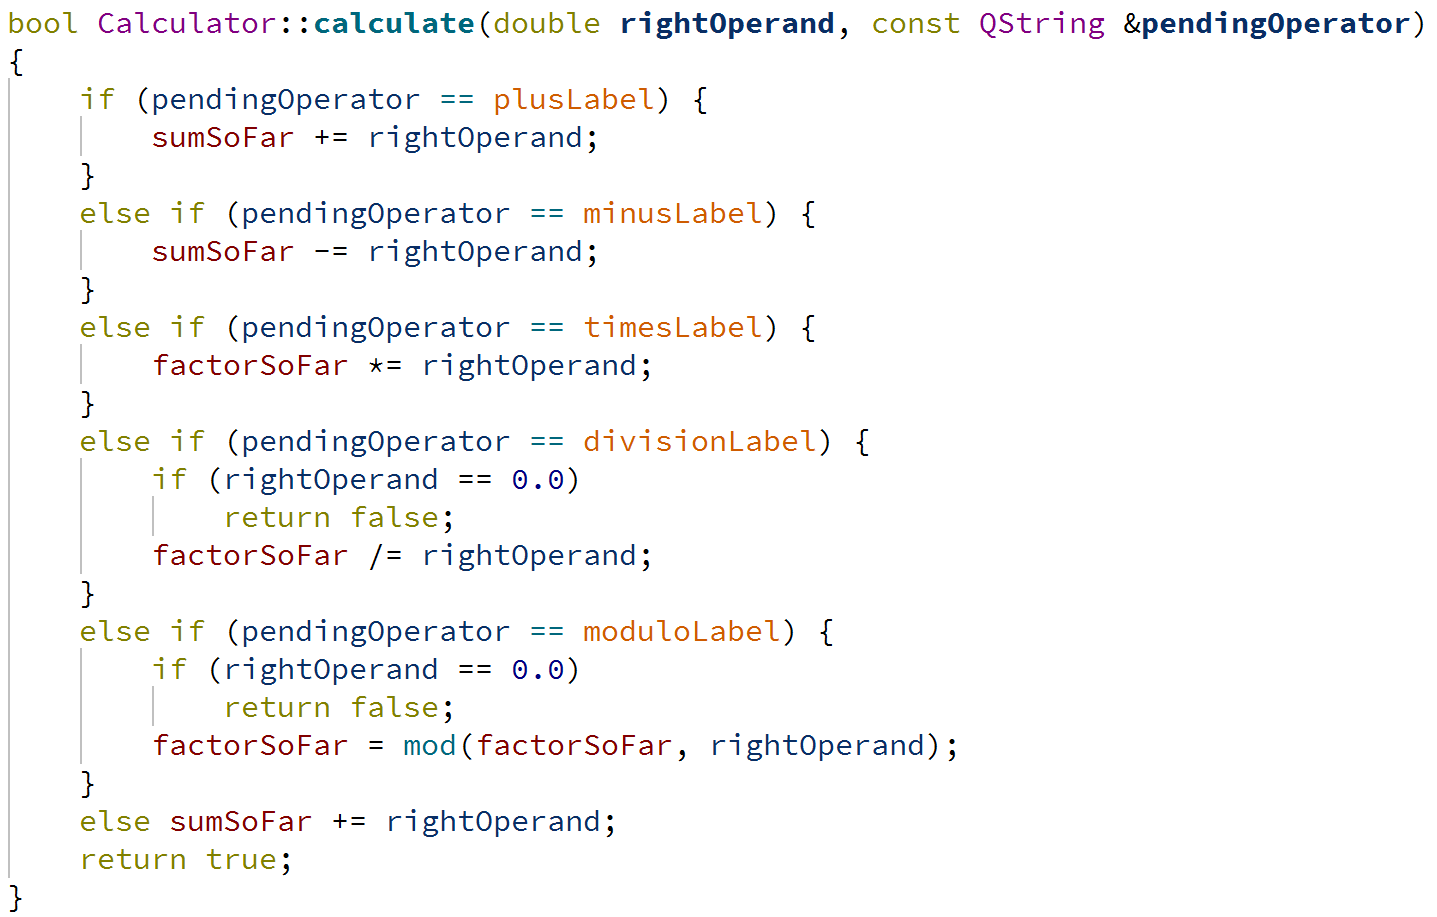 bool Calculator::calculate(double rightOperand, const QString &pendingOperator)
{
    if (pendingOperator == plusLabel) {
        sumSoFar += rightOperand;
    }
    else if (pendingOperator == minusLabel) {
        sumSoFar -= rightOperand;
    }
    else if (pendingOperator == timesLabel) {
        factorSoFar *= rightOperand;
    }
    else if (pendingOperator == divisionLabel) {
        if (rightOperand == 0.0)
            return false;
        factorSoFar /= rightOperand;
    }
    else if (pendingOperator == moduloLabel) {
        if (rightOperand == 0.0)
            return false;
        factorSoFar = mod(factorSoFar, rightOperand);
    }
    else sumSoFar += rightOperand;
    return true;
}